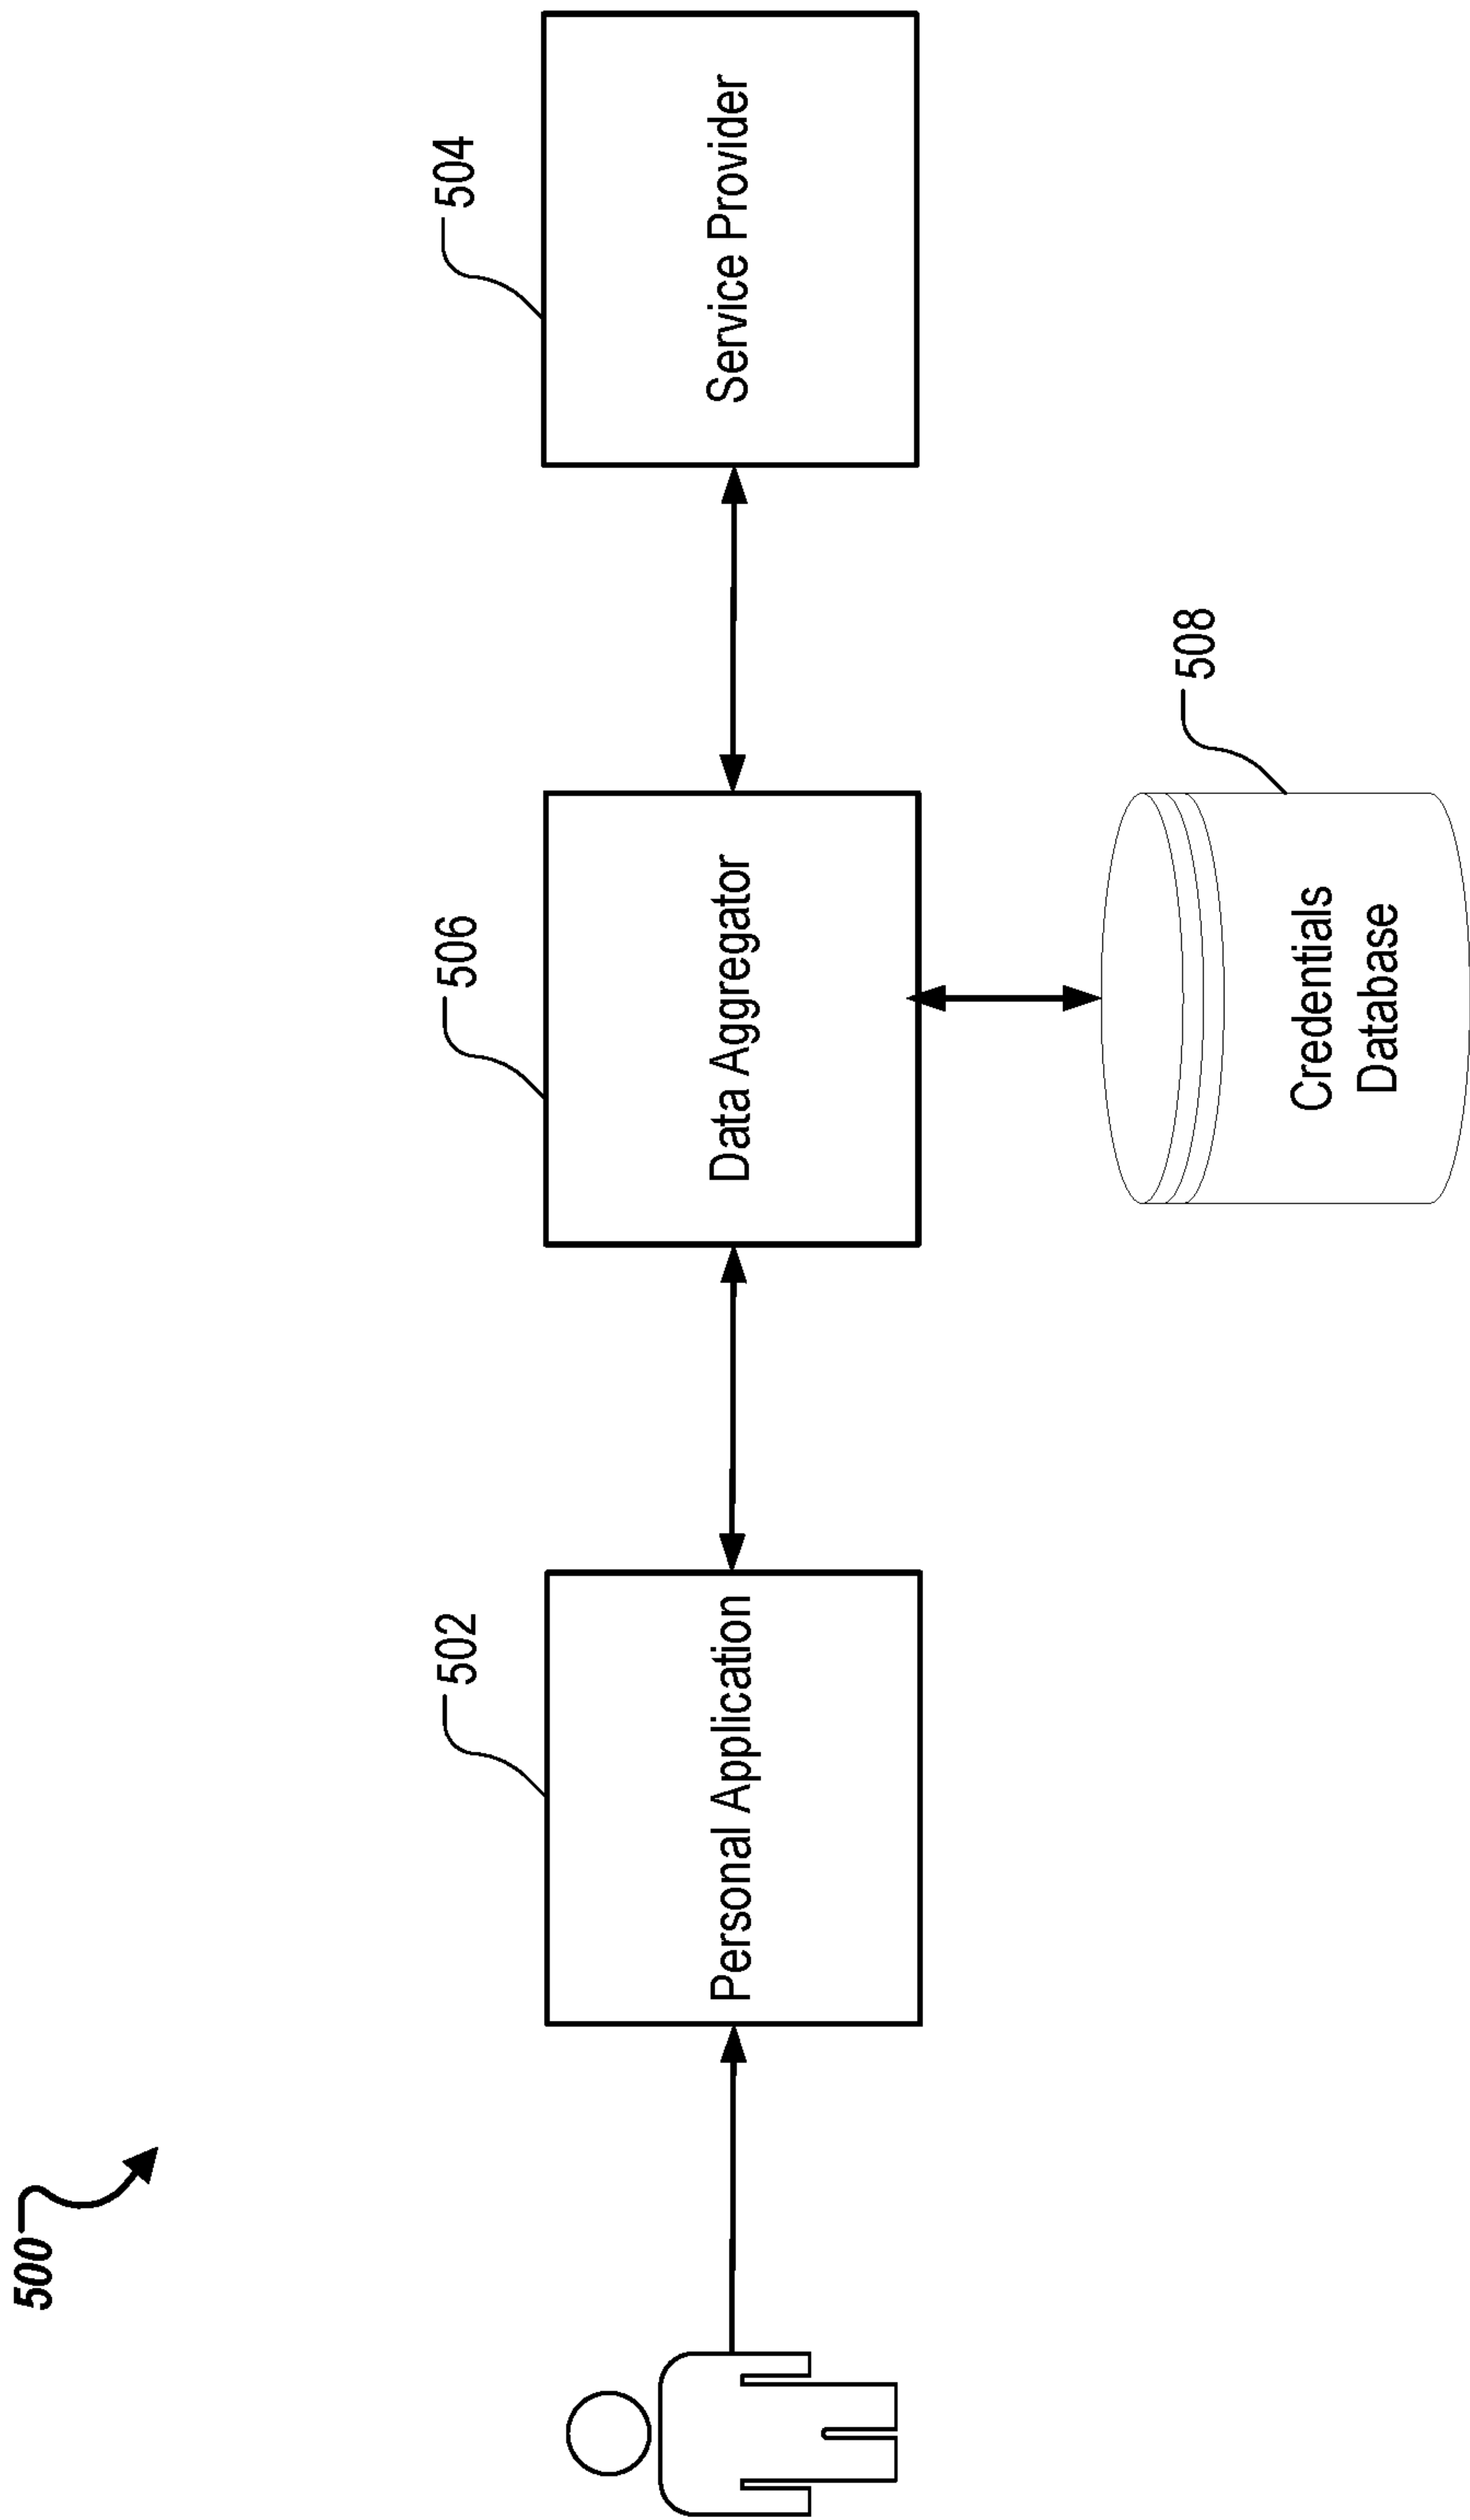 500
502
Personal Application
506
Data Aggregator
504
Service Provider
508
Credentials
Database